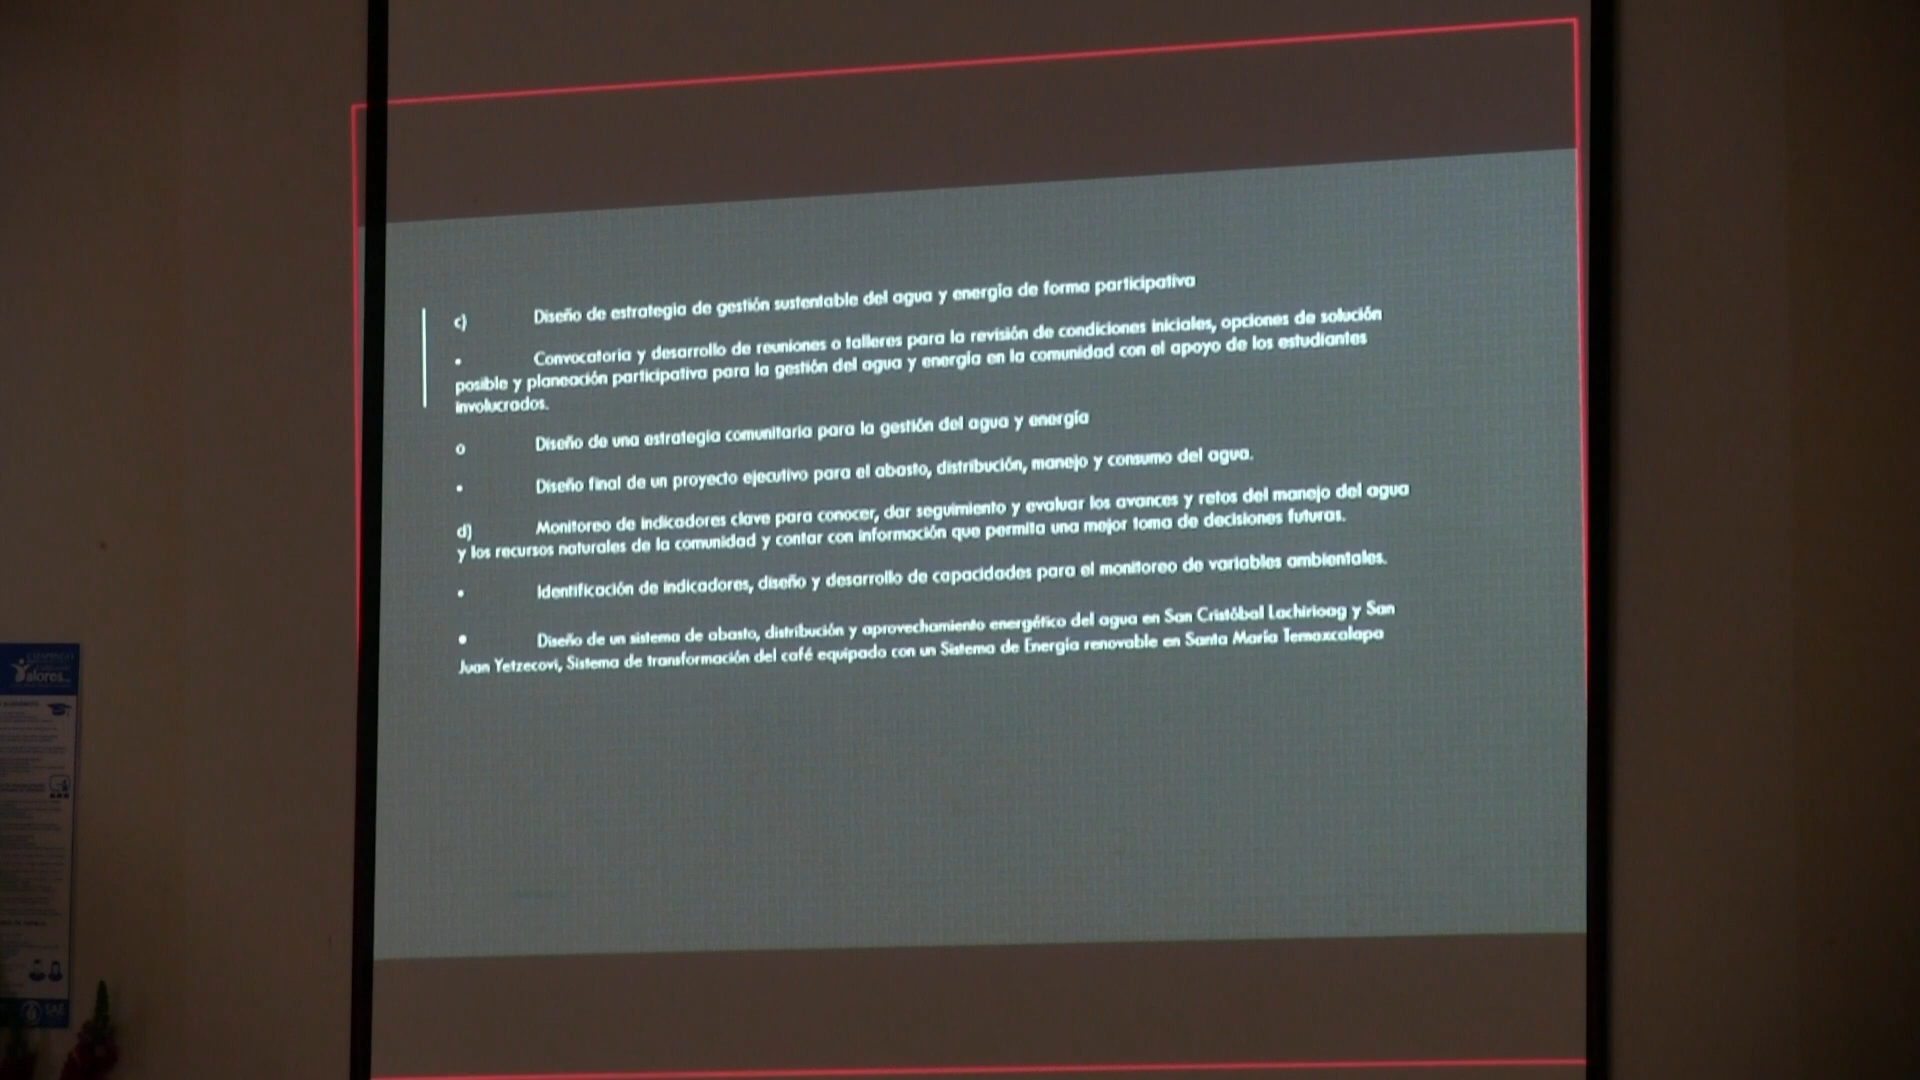 c) Diseño de estrategia de gestión sustentable del agua y energía de forma participativa
• Convocatoria y desarrollo de reuniones o talleres para la revisión de condiciones iniciales, opciones de solución
posible y planeación participativa para la gestión del agua y energía en la comunidad con el apoyo de los estudiantes
involucrados.
o Diseño de una estrategia comunitaria para la gestión del agua y energía
• Diseño final de un proyecto ejecutivo para el abasto, distribución, manejo y consumo del agua.
d) Monitoreo de indicadores clave para conocer, dar seguimiento y evaluar los avances y retos del manejo del agua
y los recursos naturales de la comunidad y contar con información que permita una mejor toma de decisiones futuras.
• Identificación de indicadores, diseño y desarrollo de capacidades para el monitoreo de variables ambientales.
• Diseño de un sistema de abasto, distribución y aprovechamiento energético del agua en San Cristóbal Lachirioag y San
Juan Yetzecovi, Sistema de transformación del café equipado con un Sistema de Energía renovable en Santa María Temaxcalapa
alores